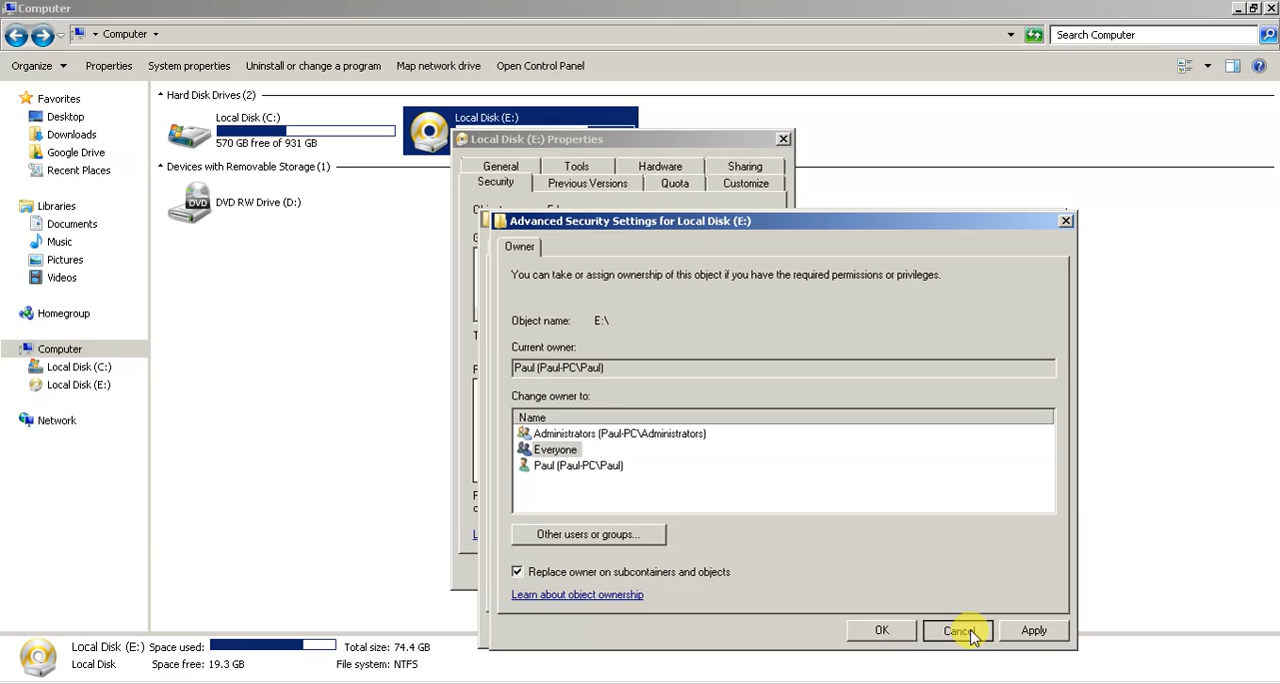 Computer
Computer
Search Computer
Organize
Properties
System properties
Uninstall or change a program
Map network drive
Open Control Panel
Favorites
Desktop
Downloads
Google Drive
Recent Places
Libraries
Documents
Music
Pictures
Videos
Homegroup
Computer
Local Disk (C:)
Local Disk (E:)
Network
Hard Disk Drives (2)
Local Disk (C:)
570 GB free of 931 GB
Local Disk (E:)
Devices with Removable Storage (1)
DVD
DVD RW Drive (D:)
Local Disk (E:) Properties
General
Tools
Hardware
Sharing
Security
Previous Versions
Quota
Customize
Advanced Security Settings for Local Disk (E:)
Owner
You can take or assign ownership of this object if you have the required permissions or privileges.
Object name: E:\
Current owner:
Paul (Paul-PC\Paul)
Change owner to:
Name
Administrators (Paul-PC\Administrators)
Everyone
Paul (Paul-PC\Paul)
Other users or groups...
Replace owner on subcontainers and objects
Learn about object ownership
OK
Cancel
Apply
Local Disk (E:) Space used: Total size: 74.4 GB
Local Disk Space free: 19.3 GB File system: NTFS